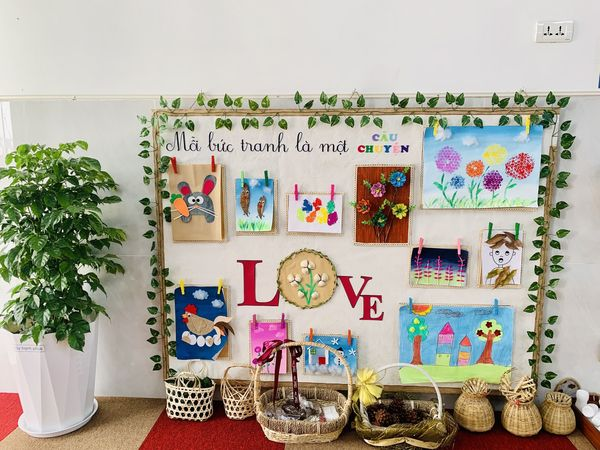 Mỗi bức tranh là một CÂU
CHUYỆN
LOVE